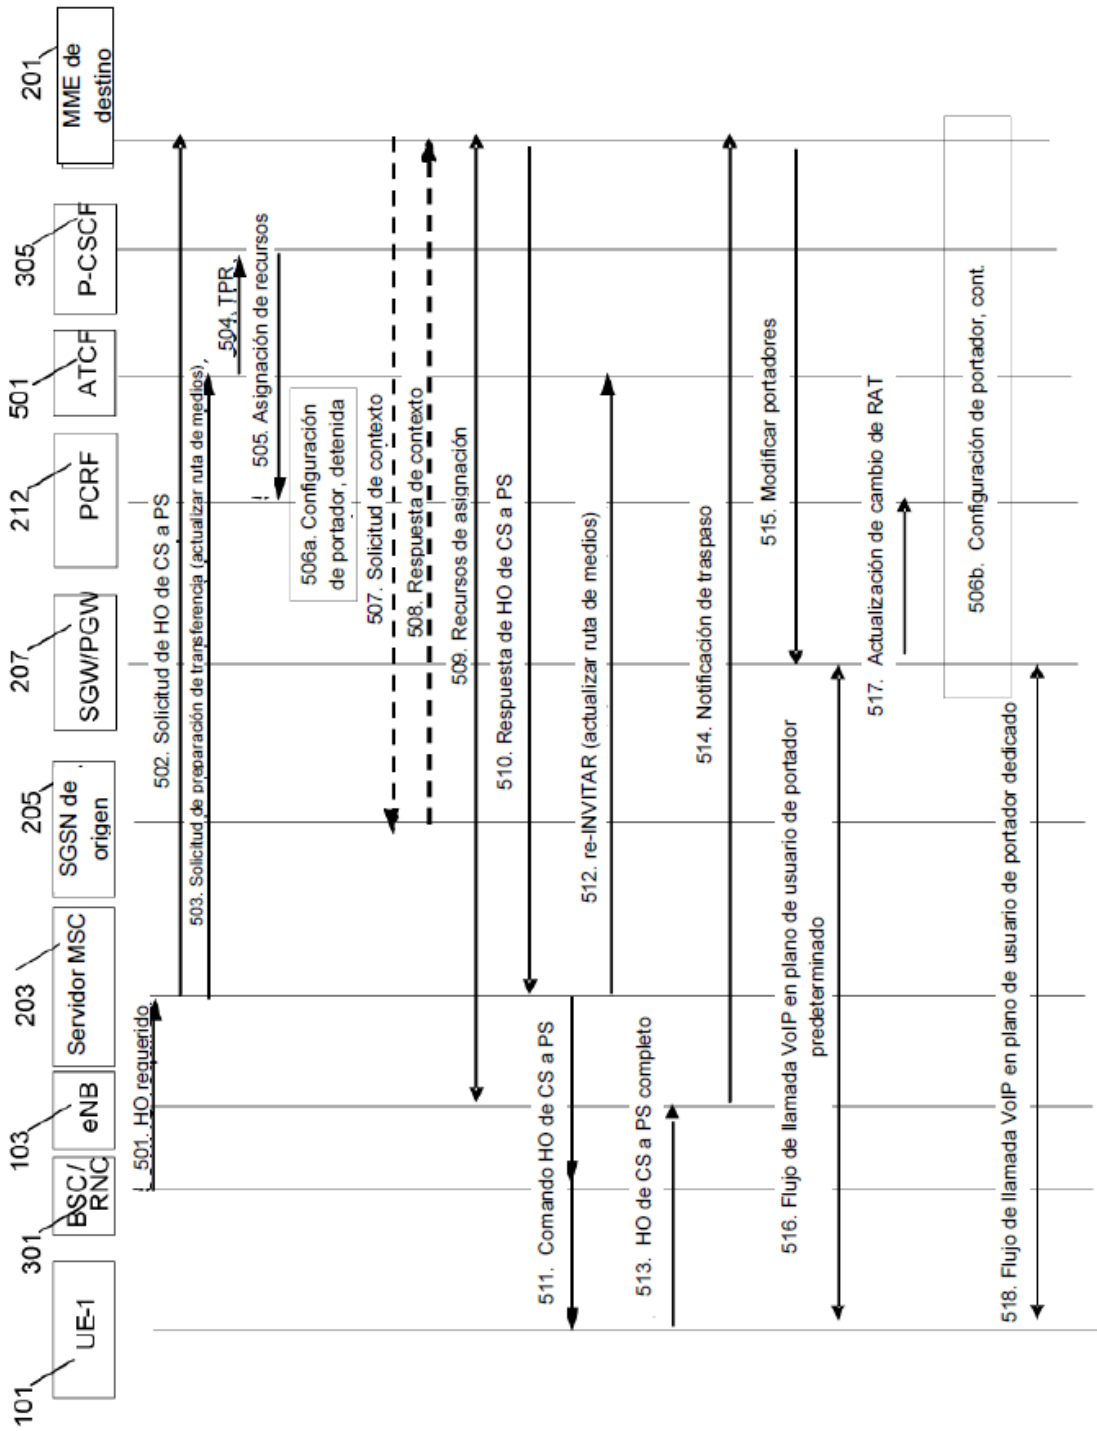 101
UE-1
301
BSC/
RNC
103
eNB
203
Servidor MSC
205
SGSN de
origen
207
SGW/PGW
212
PCRF
501
ATCF
305
P-CSCF
201
MME de
destino
501. HO requerido
502. Solicitud de HO de CS a PS
503. Solicitud de preparación de transferencia (actualizar ruta de medios),
504. TPR
505. Asignación de recursos
506a. Configuración
de portador, detenida
507. Solicitud de contexto
508. Respuesta de contexto
509. Recursos de asignación
510. Respuesta de HO de CS a PS
511. Comando HO de CS a PS
512. re-INVITAR (actualizar ruta de medios)
513. HO de CS a PS completo
514. Notificación de traspaso
515. Modificar portadores
516. Flujo de llamada VoIP en plano de usuario de portador
predeterminado
517. Actualización de cambio de RAT
506b. Configuración de portador, cont.
518. Flujo de llamada VoIP en plano de usuario de portador dedicado